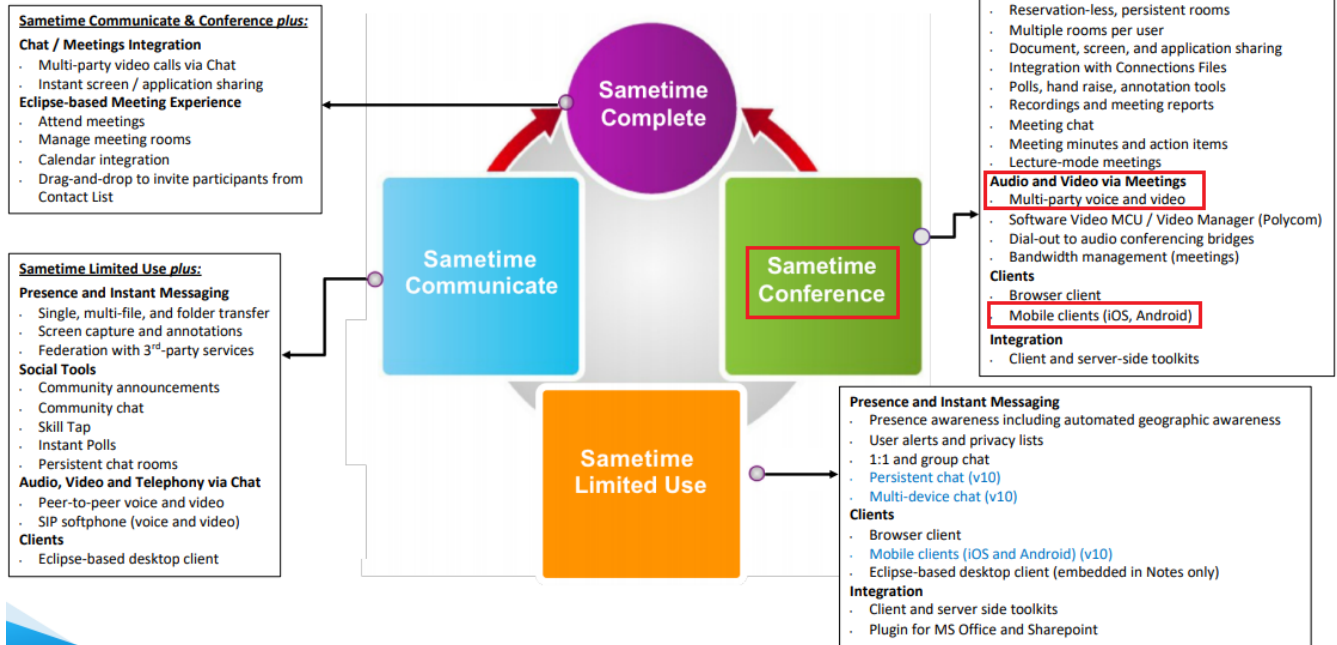 Sametime Communicate & Conference plus:
Chat / Meetings Integration
· Multi-party video calls via Chat
· Instant screen / application sharing
Eclipse-based Meeting Experience
· Attend meetings
· Manage meeting rooms
· Calendar integration
· Drag-and-drop to invite participants from
Contact List
Sametime
Complete
· Reservation-less, persistent rooms
· Multiple rooms per user
· Document, screen, and application sharing
· Integration with Connections Files
· Polls, hand raise, annotation tools
· Recordings and meeting reports
· Meeting chat
· Meeting minutes and action items
· Lecture-mode meetings
Audio and Video via Meetings
· Multi-party voice and video
· Software Video MCU / Video Manager (Polycom)
· Dial-out to audio conferencing bridges
· Bandwidth management (meetings)
Clients
· Browser client
· Mobile clients (iOS, Android)
Integration
· Client and server-side toolkits
Sametime
Communicate
Sametime
Conference
Sametime Limited Use plus:
Presence and Instant Messaging
· Single, multi-file, and folder transfer
· Screen capture and annotations
· Federation with 3rd-party services
Social Tools
· Community announcements
· Community chat
· Skill Tap
· Instant Polls
· Persistent chat rooms
Audio, Video and Telephony via Chat
· Peer-to-peer voice and video
· SIP softphone (voice and video)
Clients
· Eclipse-based desktop client
Sametime
Limited Use
Presence and Instant Messaging
· Presence awareness including automated geographic awareness
· User alerts and privacy lists
· 1:1 and group chat
· Persistent chat (v10)
· Multi-device chat (v10)
Clients
· Browser client
· Mobile clients (iOS and Android) (v10)
· Eclipse-based desktop client (embedded in Notes only)
Integration
· Client and server side toolkits
· Plugin for MS Office and Sharepoint